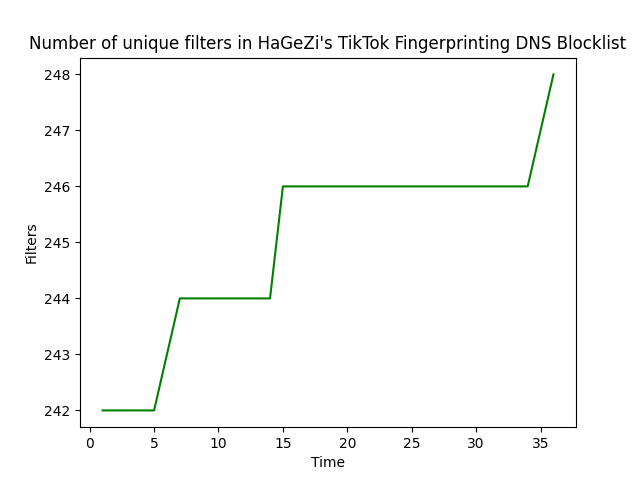 Number of unique filters in HaGeZi's TikTok Fingerprinting DNS Blocklist
248
247
246
245
244
243
242
Filters
0 5 10 15 20 25 30 35
Time